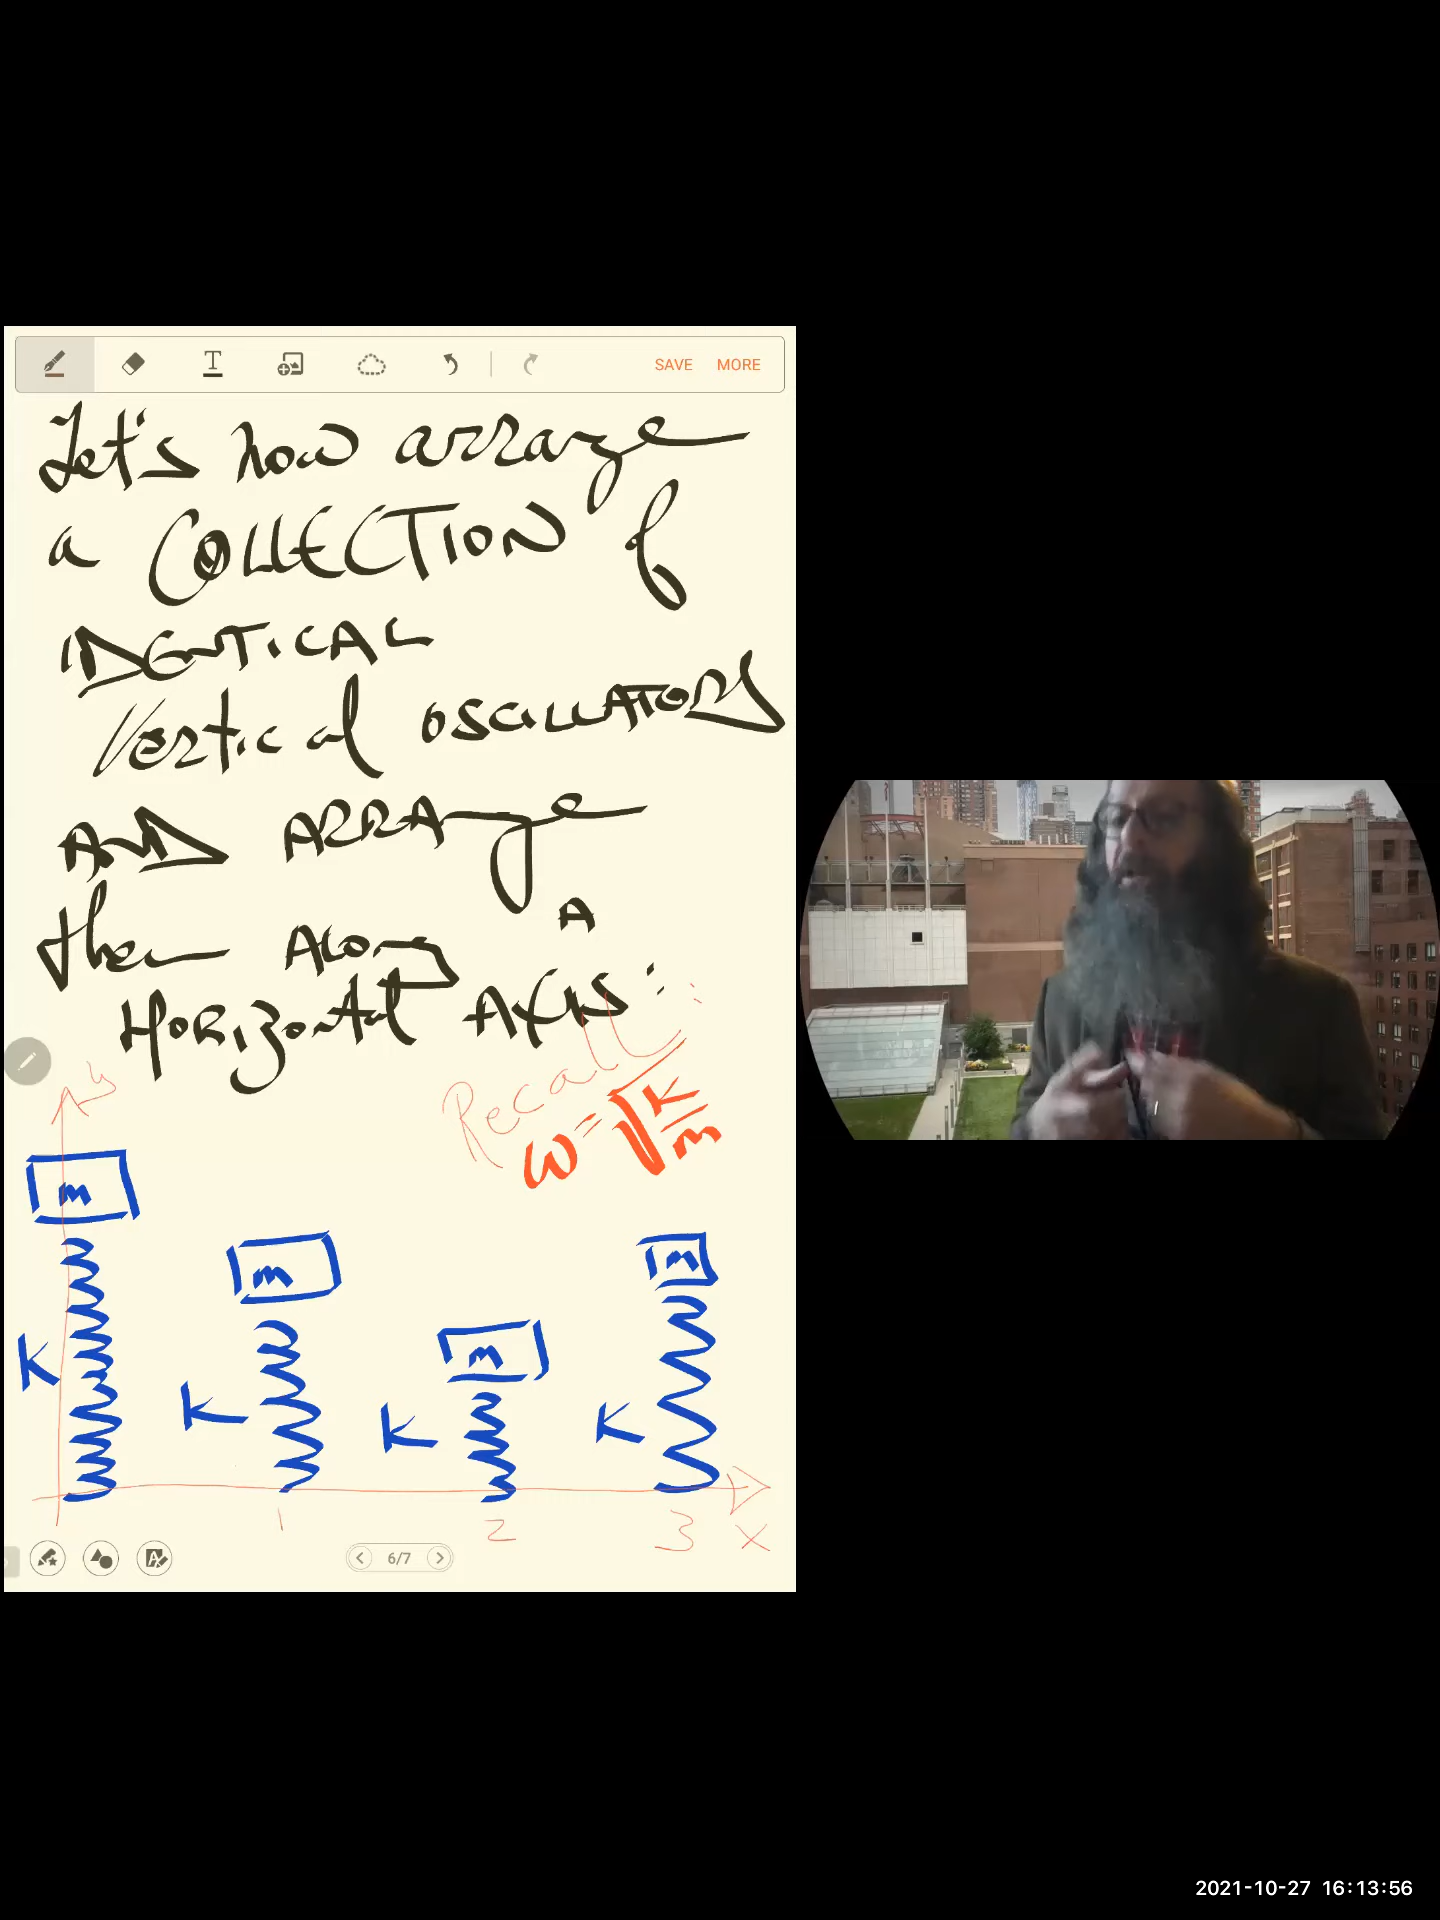 SAVE MORE
Let's now arrange
a COLLECTION of
IDENTICAL
Vertical OSCILLATORY
AND ARRAnge
them Along A
HORIZontal AXIS:
Recall:
ω=√K/m
y
m
m
m
m
K
K
K
K
1 2 3 X
6/7
2021-10-27 16:13:56